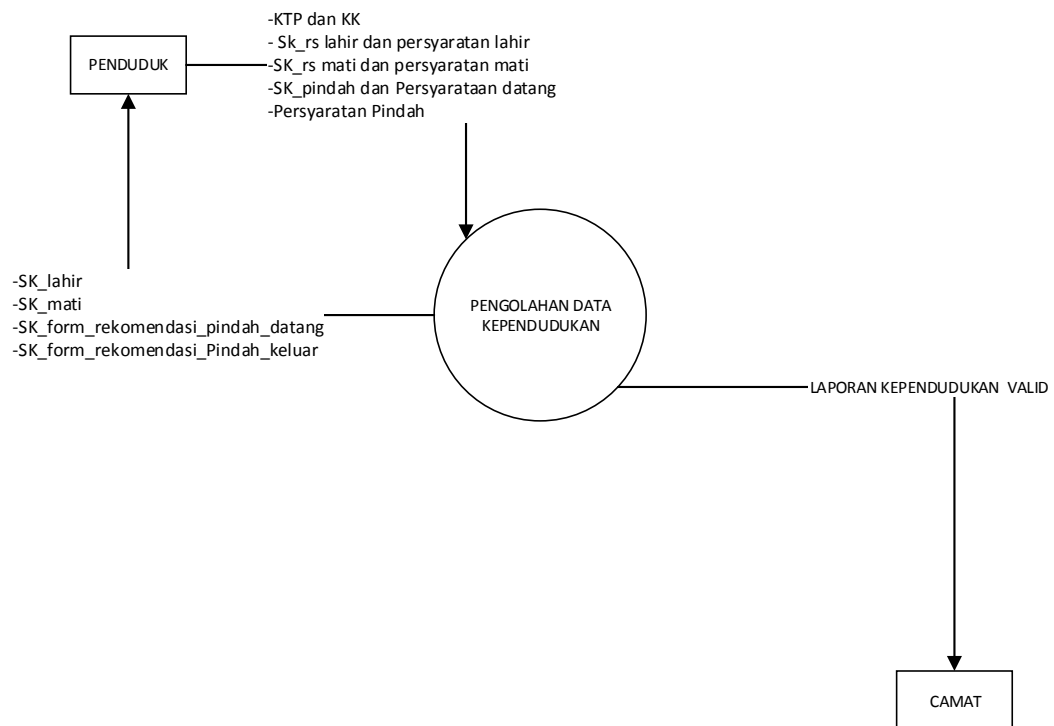 -KTP dan KK
- Sk_rs lahir dan persyaratan lahir
-SK_rs mati dan persyaratan mati
-SK_pindah dan Persyarataan datang
-Persyaratan Pindah
PENDUDUK
-SK_lahir
-SK_mati
-SK_form_rekomendasi_pindah_datang
-SK_form_rekomendasi_Pindah_keluar
PENGOLAHAN DATA
KEPENDUDUKAN
LAPORAN KEPENDUDUKAN VALID
CAMAT